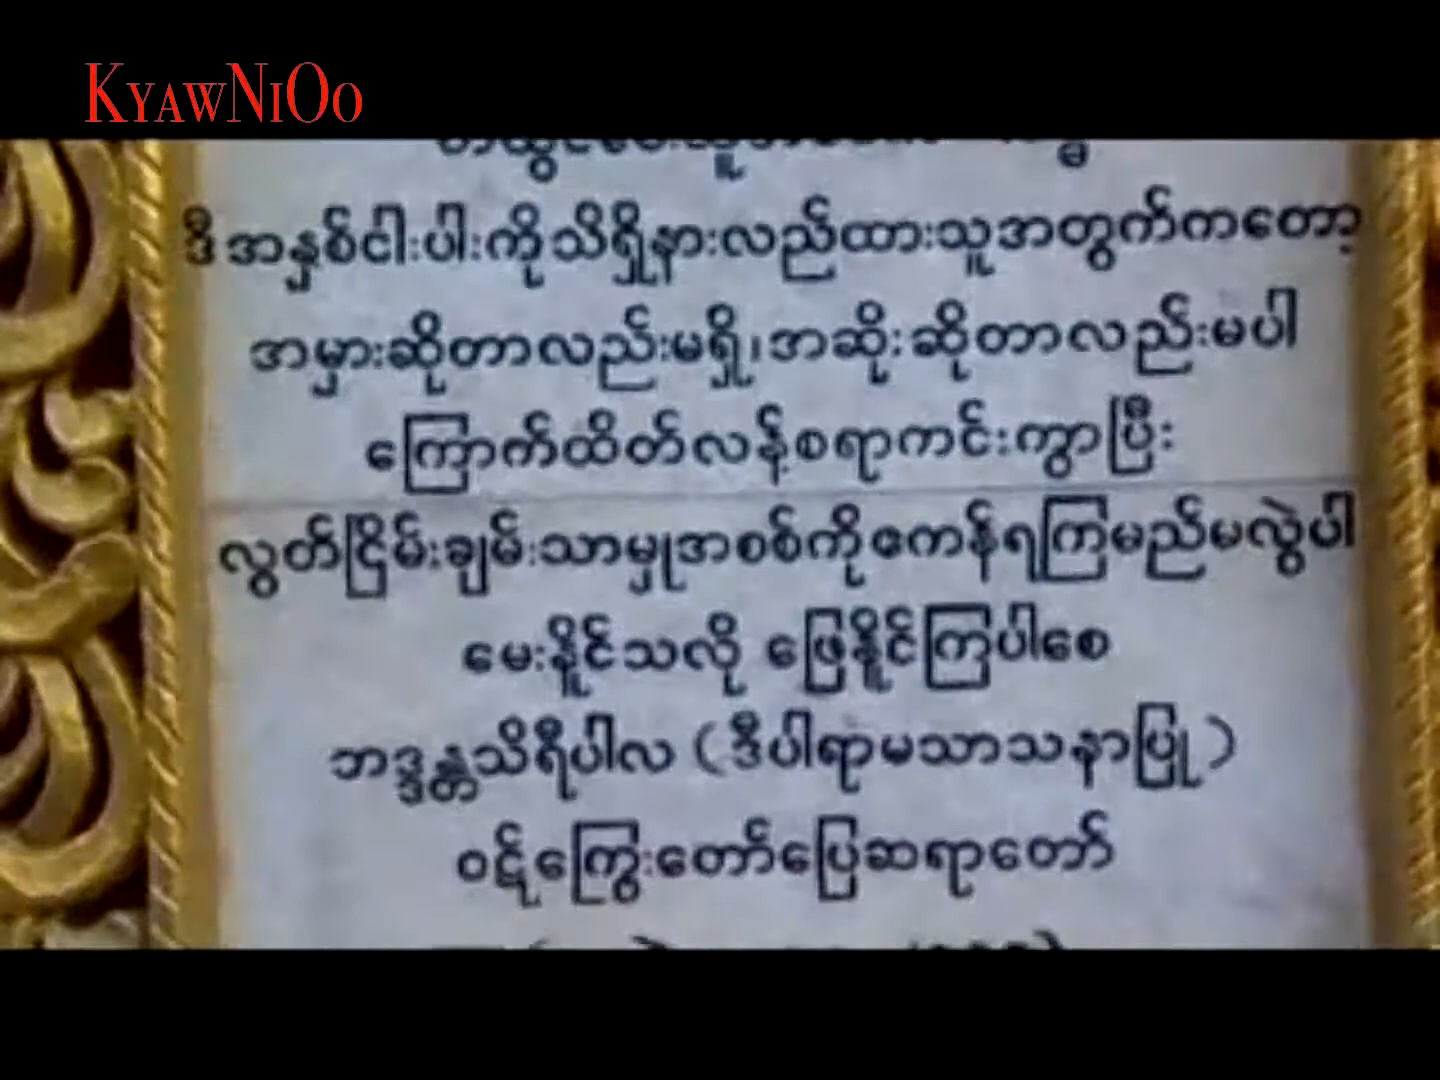 KYAWNIOO
ဒီအနှစ်ငါးပါးကိုသိရှိနားလည်ထားသူအတွက်ကတော့
အမှားဆိုတာလည်းမရှိ၊အဆိုးဆိုတာလည်းမပါ
ကြောက်ထိတ်လန့်စရာကင်းကွာပြီး
လွတ်ငြိမ်းချမ်းသာမှုအစစ်ကိုဧကန်ရကြမည်မလွဲပါ
မေးနိူင်သလို ဖြေနိူင်ကြပါစေ
ဘဒ္ဒန္တသိရီပါလ (ဒီပါရာမသာသနာပြု)
ဝဋ်ကြွေးတော်ပြေဆရာတော်